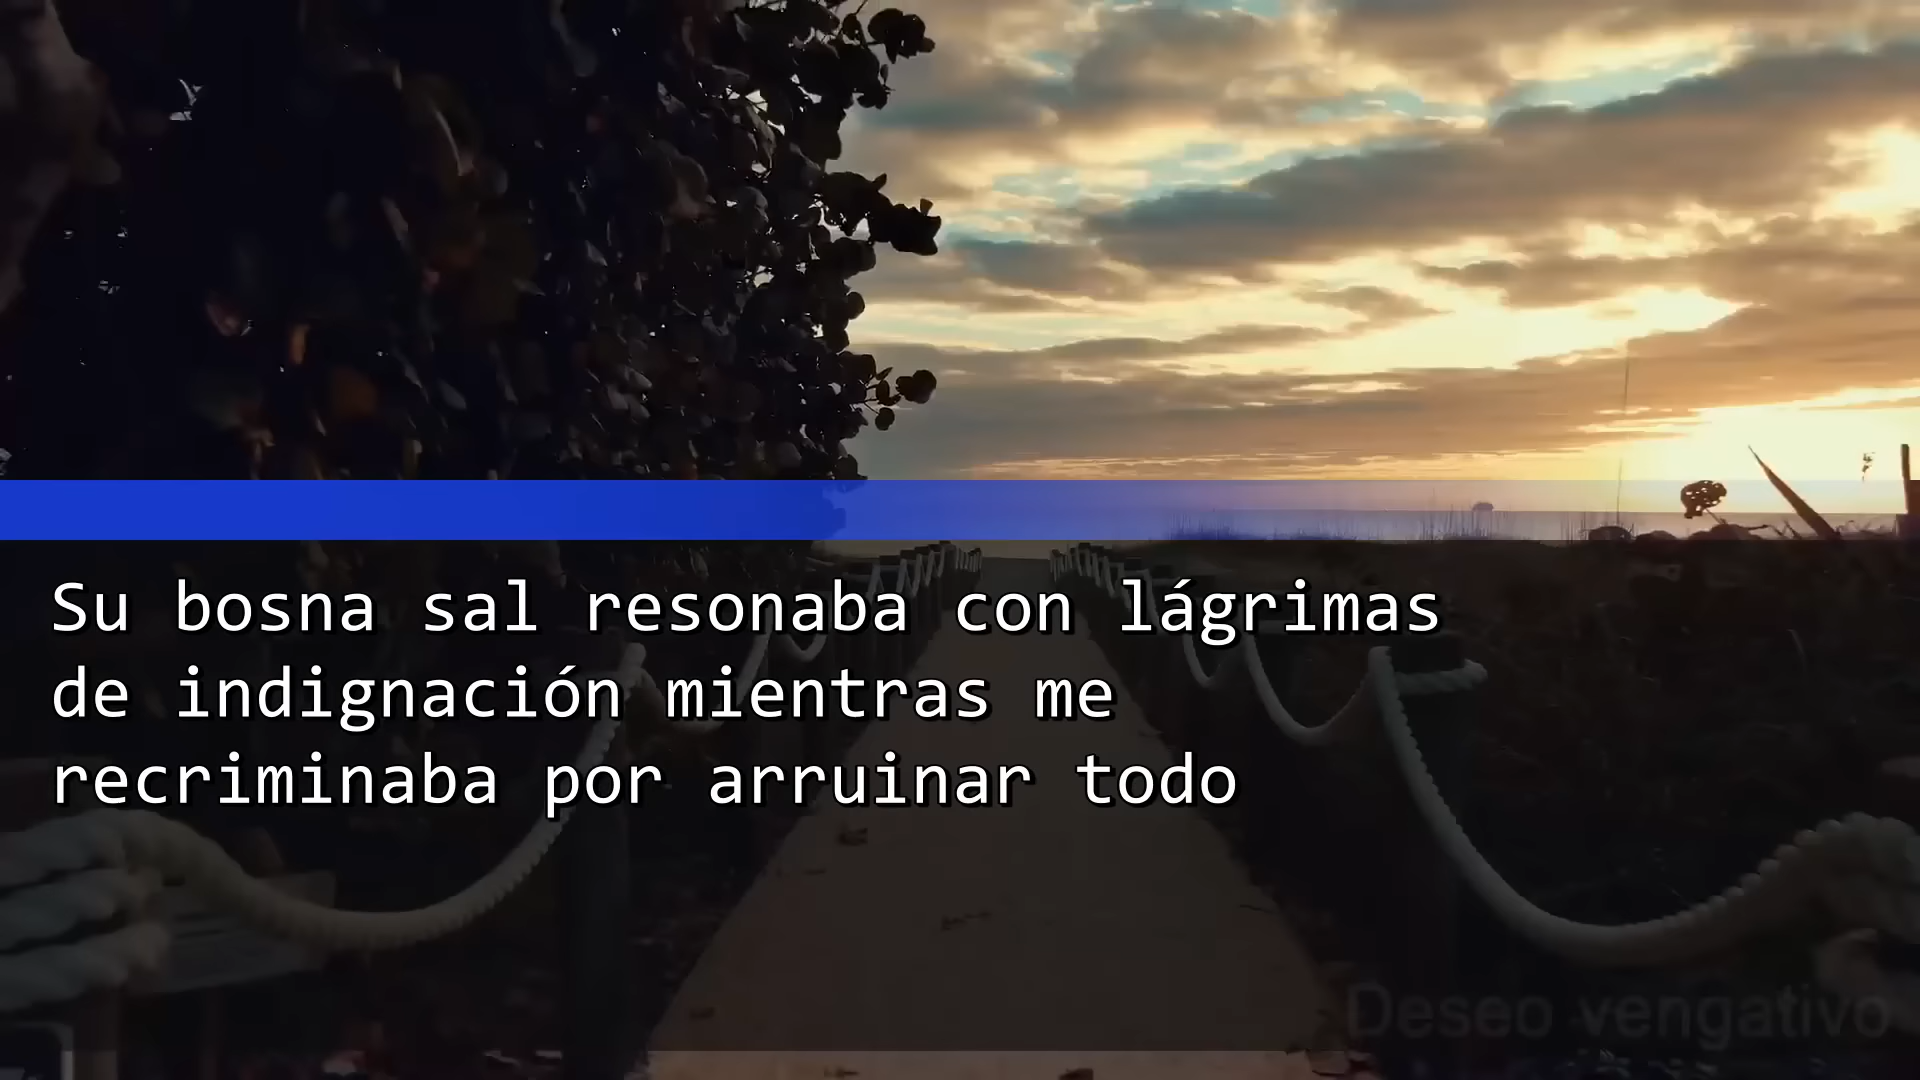 Su bosna sal resonaba con lágrimas
de indignación mientras me
recriminaba por arruinar todo
Deseo vengativo